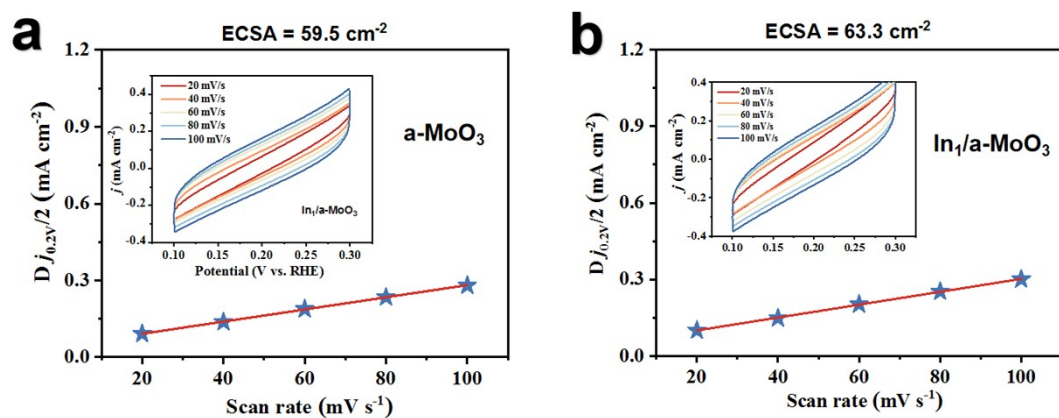 a
ECSA = 59.5 cm⁻²
1.2
0.9
0.6
0.3
0.0
D j0.2V/2 (mA cm⁻²)
20 40 60 80 100
Scan rate (mV s⁻¹)
a-MoO₃
20 mV/s
40 mV/s
60 mV/s
80 mV/s
100 mV/s
0.4
0.2
0.0
-0.2
-0.4
j (mA cm⁻²)
In₁/a-MoO₃
0.10 0.15 0.20 0.25 0.30
Potential (V vs. RHE)
b
ECSA = 63.3 cm⁻²
1.2
0.9
0.6
0.3
0.0
D j0.2V/2 (mA cm⁻²)
20 40 60 80 100
Scan rate (mV s⁻¹)
In₁/a-MoO₃
20 mV/s
40 mV/s
60 mV/s
80 mV/s
100 mV/s
0.4
0.2
0.0
-0.2
-0.4
j (mA cm⁻²)
0.10 0.15 0.20 0.25 0.30